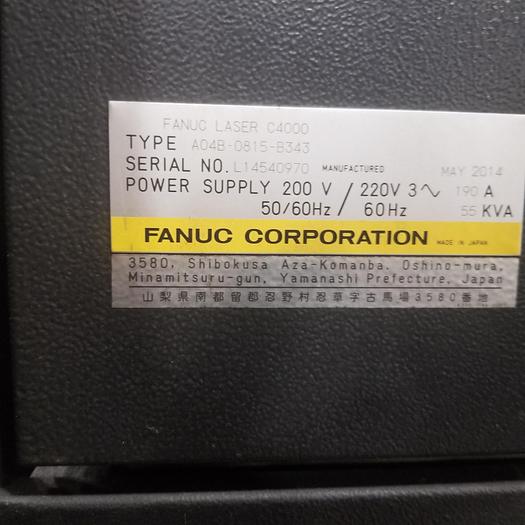 FANUC LASER C4000
TYPE A04B-0815-B343
SERIAL NO. L14540970 MANUFACTURED MAY 2014
POWER SUPPLY 200 V / 220V 3∿ 190 A
50/60Hz / 60Hz 55 KVA
FANUC CORPORATION MADE IN JAPAN
3580, Shibokusa Aza-Komanba. Oshino-mura,
Minamitsuru-gun, Yamanashi Prefecture, Japan
山梨県南都留郡忍野村忍草字古馬場3580番地